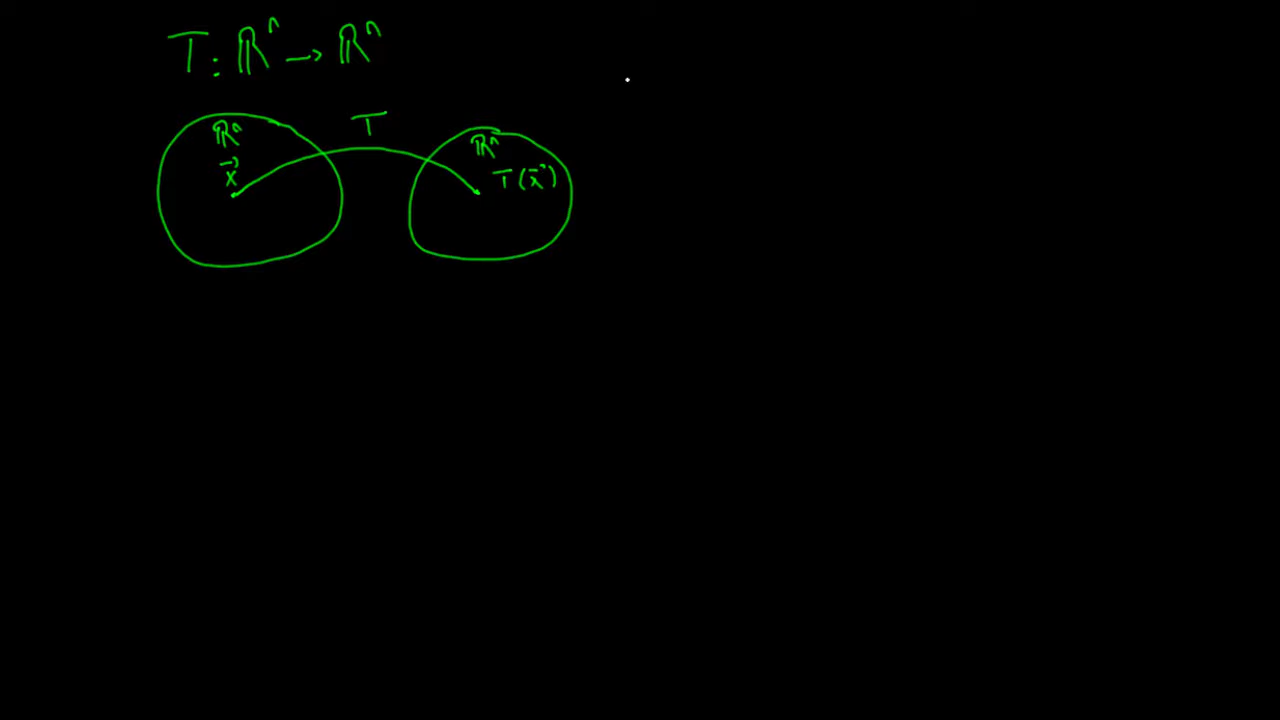 T: ℝⁿ → ℝⁿ
T
ℝⁿ
ℝⁿ
x⃗
T(x⃗)